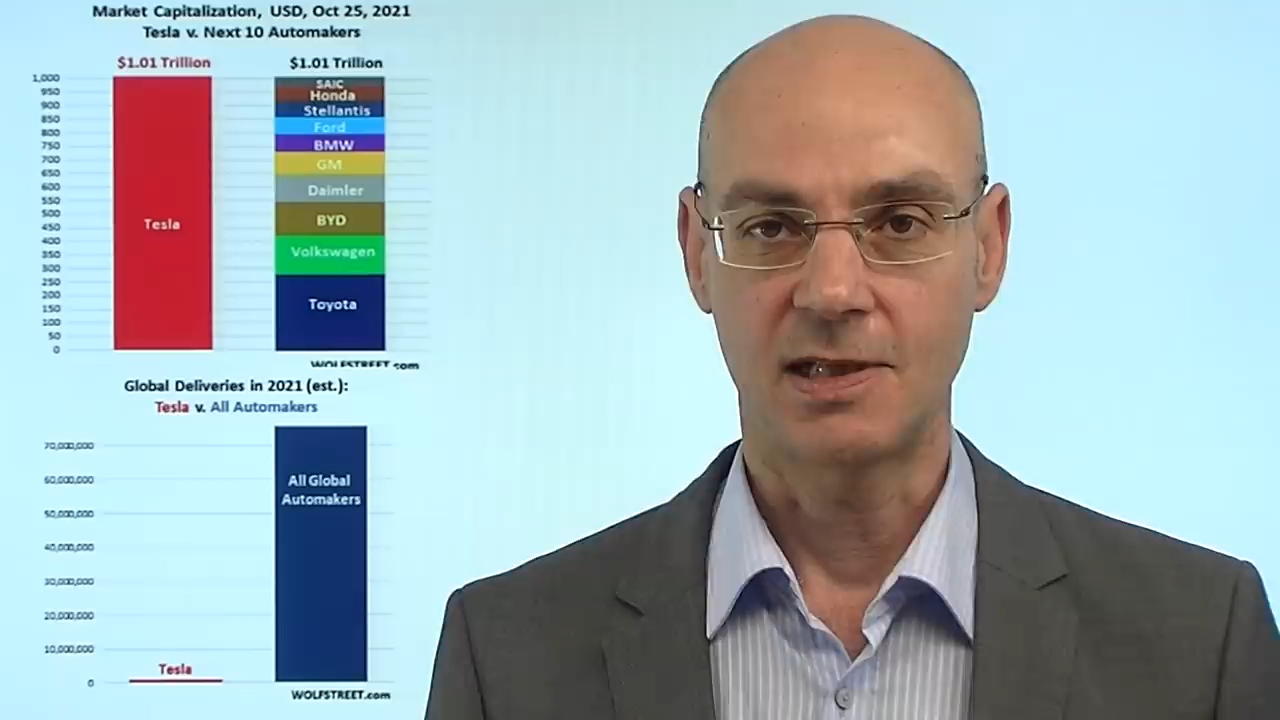 Market Capitalization, USD, Oct 25, 2021
Tesla v. Next 10 Automakers
$1.01 Trillion
$1.01 Trillion
1,000
950
900
850
800
750
700
650
600
550
500
450
400
350
300
250
200
150
100
50
0
Tesla
SAIC
Honda
Stellantis
Ford
BMW
GM
Daimler
BYD
Volkswagen
Toyota
WOLFSTREET.com
Global Deliveries in 2021 (est.):
Tesla v. All Automakers
70,000,000
60,000,000
50,000,000
40,000,000
30,000,000
20,000,000
10,000,000
0
All Global
Automakers
Tesla
WOLFSTREET.com